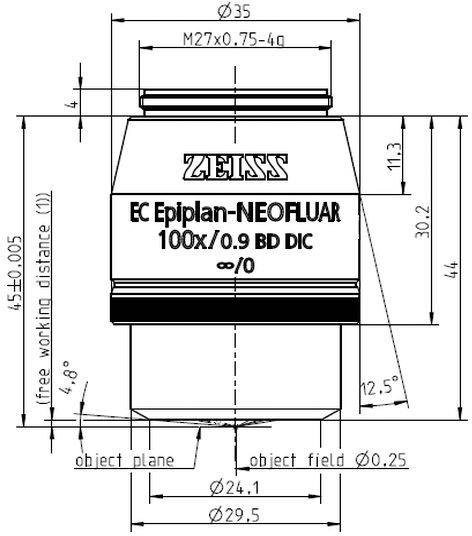 Ø35
M27x0.75-4g
4
ZEISS
EC Epiplan-NEOFLUAR
100x/0.9 BD DIC
∞/0
11.3
30.2
44
45±0.005
(free working distance (1))
4.8°
12.5°
object plane
object field Ø0.25
Ø24.1
Ø29.5